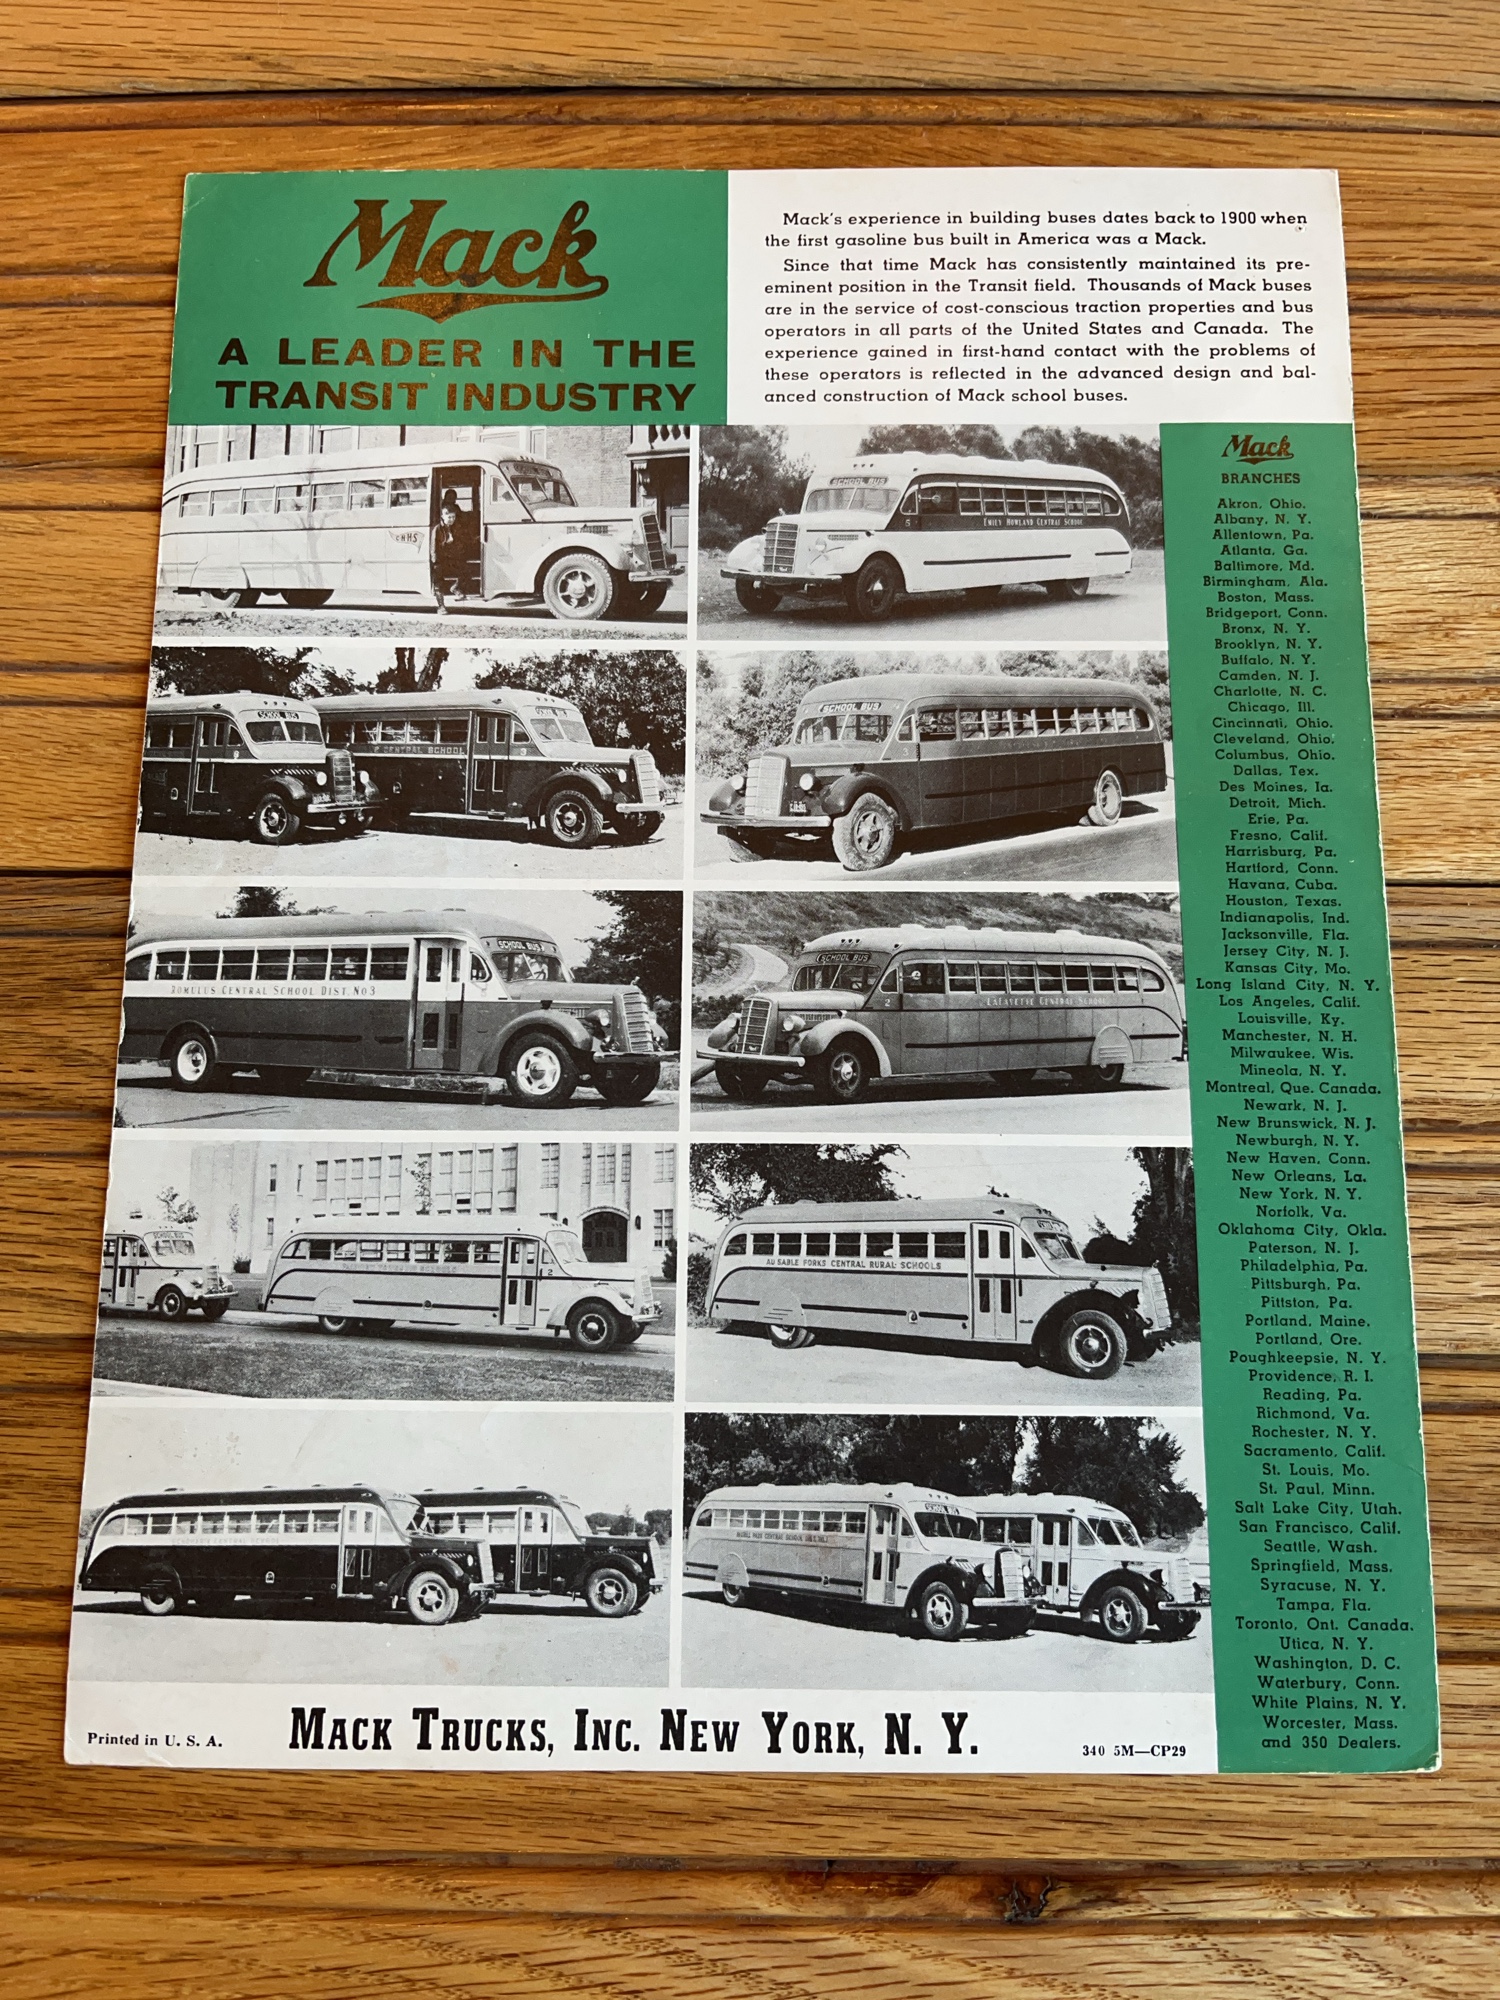 Mack
A LEADER IN THE
TRANSIT INDUSTRY
Mack's experience in building buses dates back to 1900 when
the first gasoline bus built in America was a Mack.
Since that time Mack has consistently maintained its pre-
eminent position in the Transit field. Thousands of Mack buses
are in the service of cost-conscious traction properties and bus
operators in all parts of the United States and Canada. The
experience gained in first-hand contact with the problems of
these operators is reflected in the advanced design and bal-
anced construction of Mack school buses.
CHHS
SCHOOL BUS
5
EMILY HOWLAND CENTRAL SCHOOL
SCHOOL BUS
CENTRAL SCHOOL
3
SCHOOL BUS
3
SCHOOL BUS
ROMULUS CENTRAL SCHOOL DIST. NO 3
SCHOOL BUS
2
LAFAYETTE CENTRAL SCHOOL
SCHOOL BUS
2
AU SABLE FORKS CENTRAL RURAL SCHOOLS
CENTRAL SCHOOL
SCHOOL BUS
Mack
BRANCHES
Akron, Ohio.
Albany, N. Y.
Allentown, Pa.
Atlanta, Ga.
Baltimore, Md.
Birmingham, Ala.
Boston, Mass.
Bridgeport, Conn.
Bronx, N. Y.
Brooklyn, N. Y.
Buffalo, N. Y.
Camden, N. J.
Charlotte, N. C.
Chicago, Ill.
Cincinnati, Ohio.
Cleveland, Ohio.
Columbus, Ohio.
Dallas, Tex.
Des Moines, Ia.
Detroit, Mich.
Erie, Pa.
Fresno, Calif.
Harrisburg, Pa.
Hartford, Conn.
Havana, Cuba.
Houston, Texas.
Indianapolis, Ind.
Jacksonville, Fla.
Jersey City, N. J.
Kansas City, Mo.
Long Island City, N. Y.
Los Angeles, Calif.
Louisville, Ky.
Manchester, N. H.
Milwaukee, Wis.
Mineola, N. Y.
Montreal, Que. Canada.
Newark, N. J.
New Brunswick, N. J.
Newburgh, N. Y.
New Haven, Conn.
New Orleans, La.
New York, N. Y.
Norfolk, Va.
Oklahoma City, Okla.
Paterson, N. J.
Philadelphia, Pa.
Pittsburgh, Pa.
Pittston, Pa.
Portland, Maine.
Portland, Ore.
Poughkeepsie, N. Y.
Providence, R. I.
Reading, Pa.
Richmond, Va.
Rochester, N. Y.
Sacramento, Calif.
St. Louis, Mo.
St. Paul, Minn.
Salt Lake City, Utah.
San Francisco, Calif.
Seattle, Wash.
Springfield, Mass.
Syracuse, N. Y.
Tampa, Fla.
Toronto, Ont. Canada.
Utica, N. Y.
Washington, D. C.
Waterbury, Conn.
White Plains, N. Y.
Worcester, Mass.
and 350 Dealers.
Printed in U. S. A.
MACK TRUCKS, INC. NEW YORK, N. Y.
340 5M—CP29